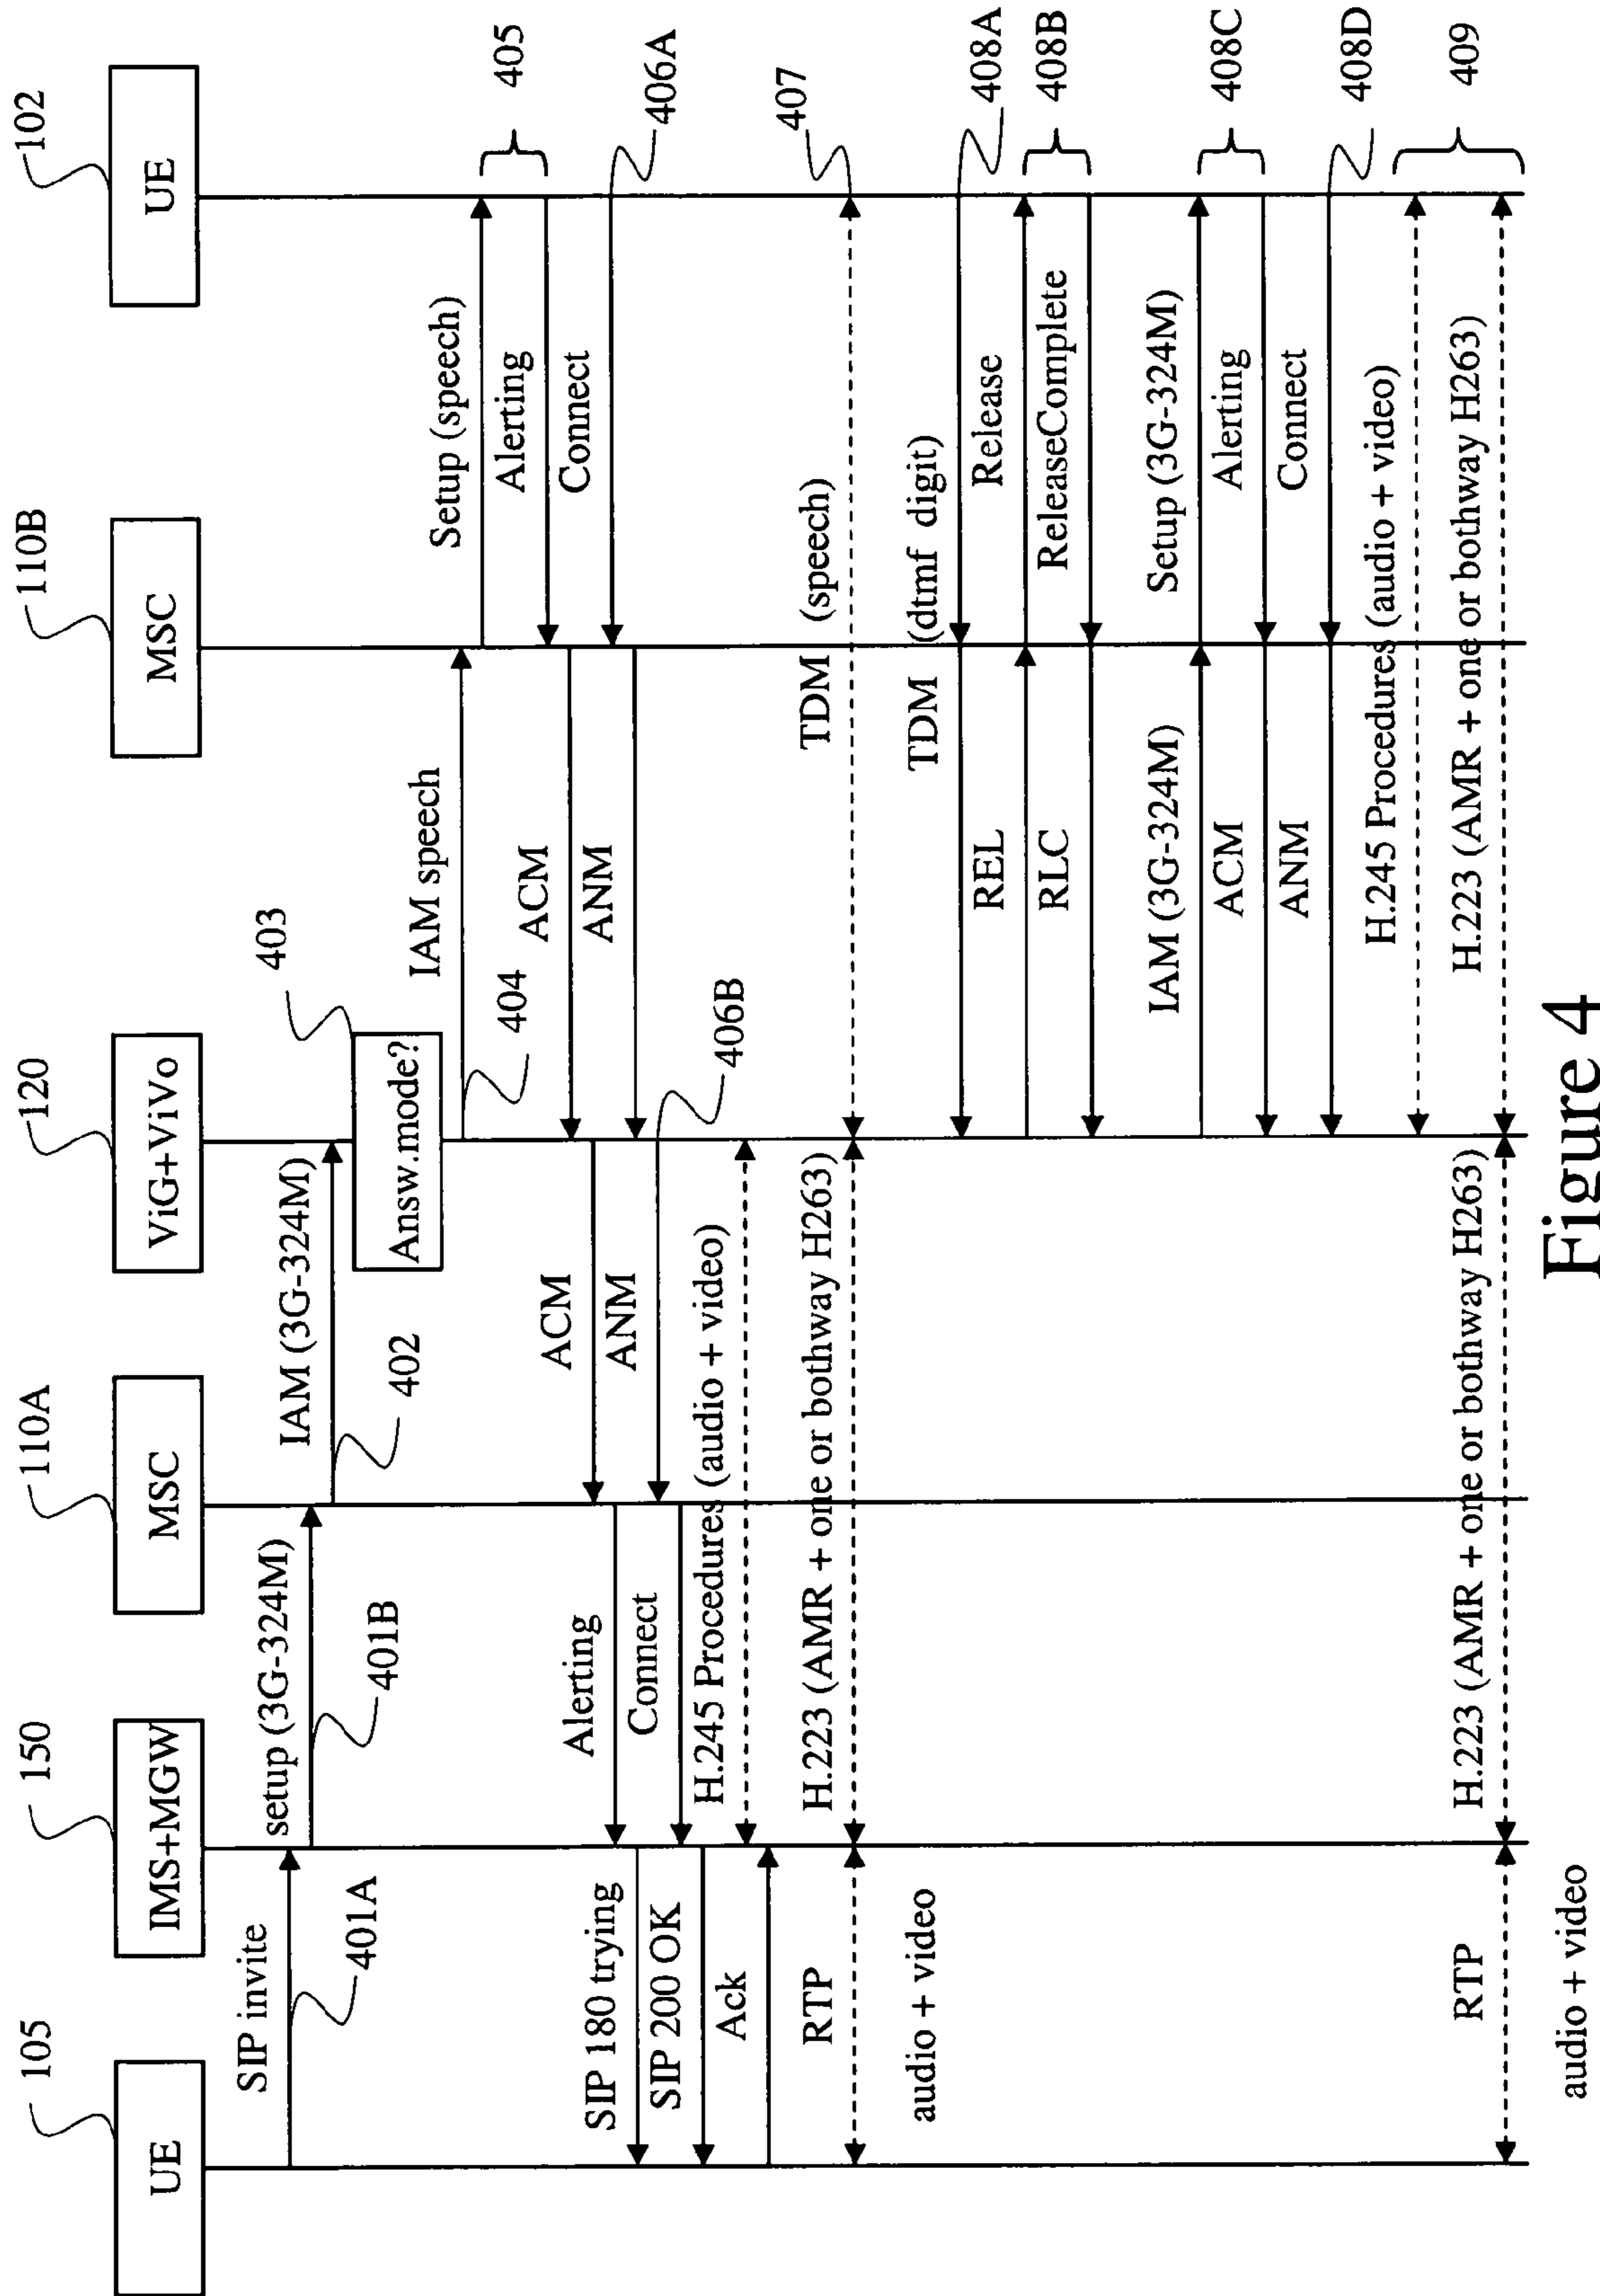 105
150
110A
120
110B
102
UE
IMS+MGW
MSC
ViG+ViVo
MSC
UE
SIP invite
401A
setup (3G-324M)
401B
IAM (3G-324M)
402
403
Answ.mode?
IAM speech
404
Setup (speech)
Alerting
405
Connect
406A
ACM
ANM
406B
ACM
ANM
Alerting
Connect
SIP 180 trying
SIP 200 OK
Ack
H.245 Procedures (audio + video)
RTP
audio + video
H.223 (AMR + one or bothway H263)
TDM (speech)
407
TDM (dtmf digit)
408A
REL
Release
408B
RLC
ReleaseComplete
IAM (3G-324M)
Setup (3G-324M)
408C
ACM
Alerting
ANM
Connect
408D
H.245 Procedures (audio + video)
409
RTP
audio + video
H.223 (AMR + one or bothway H263)
H.223 (AMR + one or bothway H263)
Figure 4